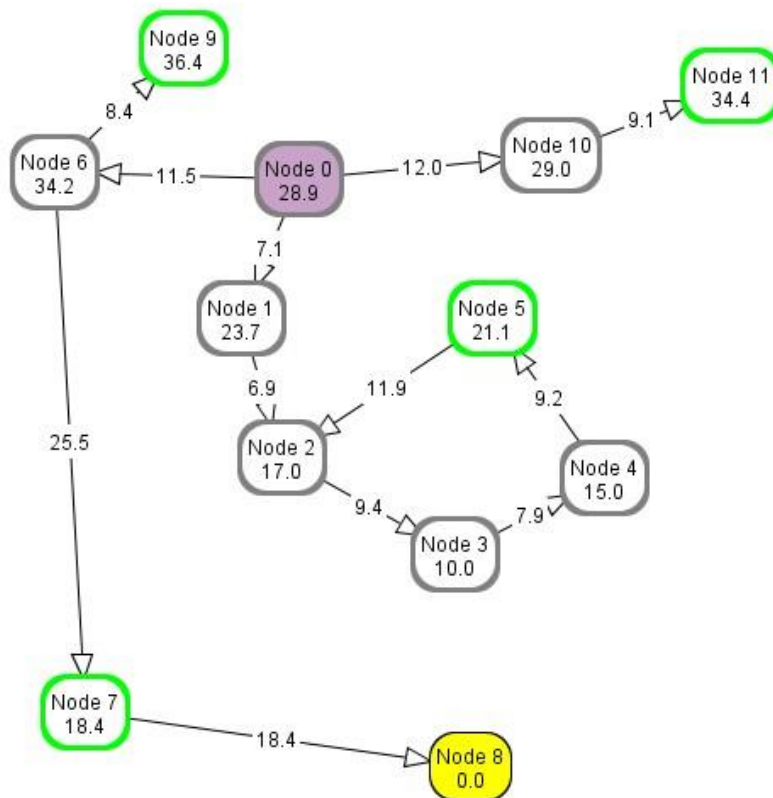 Node 9
36.4
Node 11
34.4
8.4
9.1
Node 10
29.0
Node 6
34.2
11.5
Node 0
28.9
12.0
7.1
Node 1
23.7
Node 5
21.1
6.9
11.9
9.2
25.5
Node 2
17.0
Node 4
15.0
9.4
7.9
Node 3
10.0
Node 7
18.4
18.4
Node 8
0.0